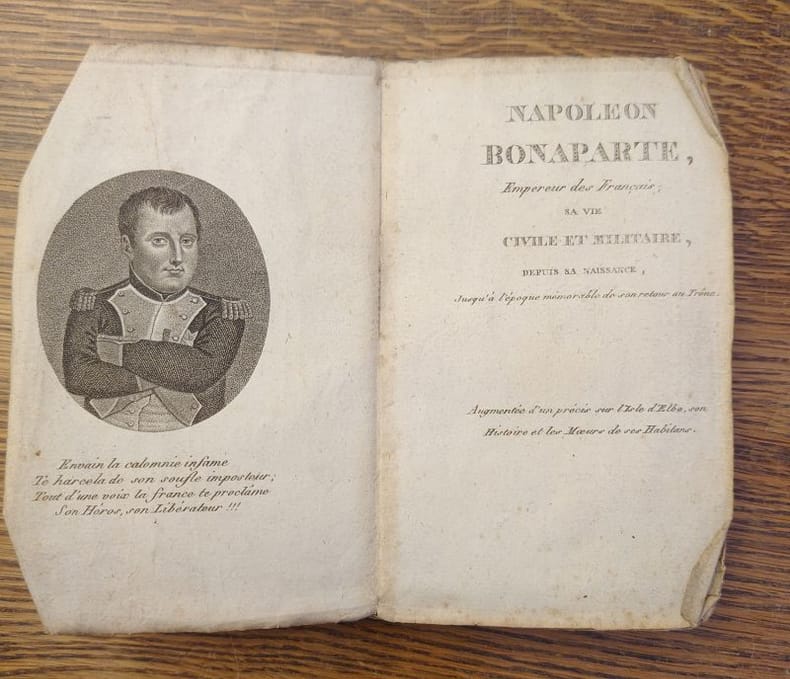 Envain la calomnie infame
Te harcela de son soufle imposteur;
Tout d'une voix la france te proclame
Son Héros, son Libérateur !!!
NAPOLEON
BONAPARTE,
Empereur des Français;
SA VIE
CIVILE ET MILITAIRE,
DEPUIS SA NAISSANCE,
Jusqu'à l'époque mémorable de son retour au Trône.
Augmentée d'un précis sur l'Isle d'Elbe, son
Histoire et les Mœurs de ses Habitans.